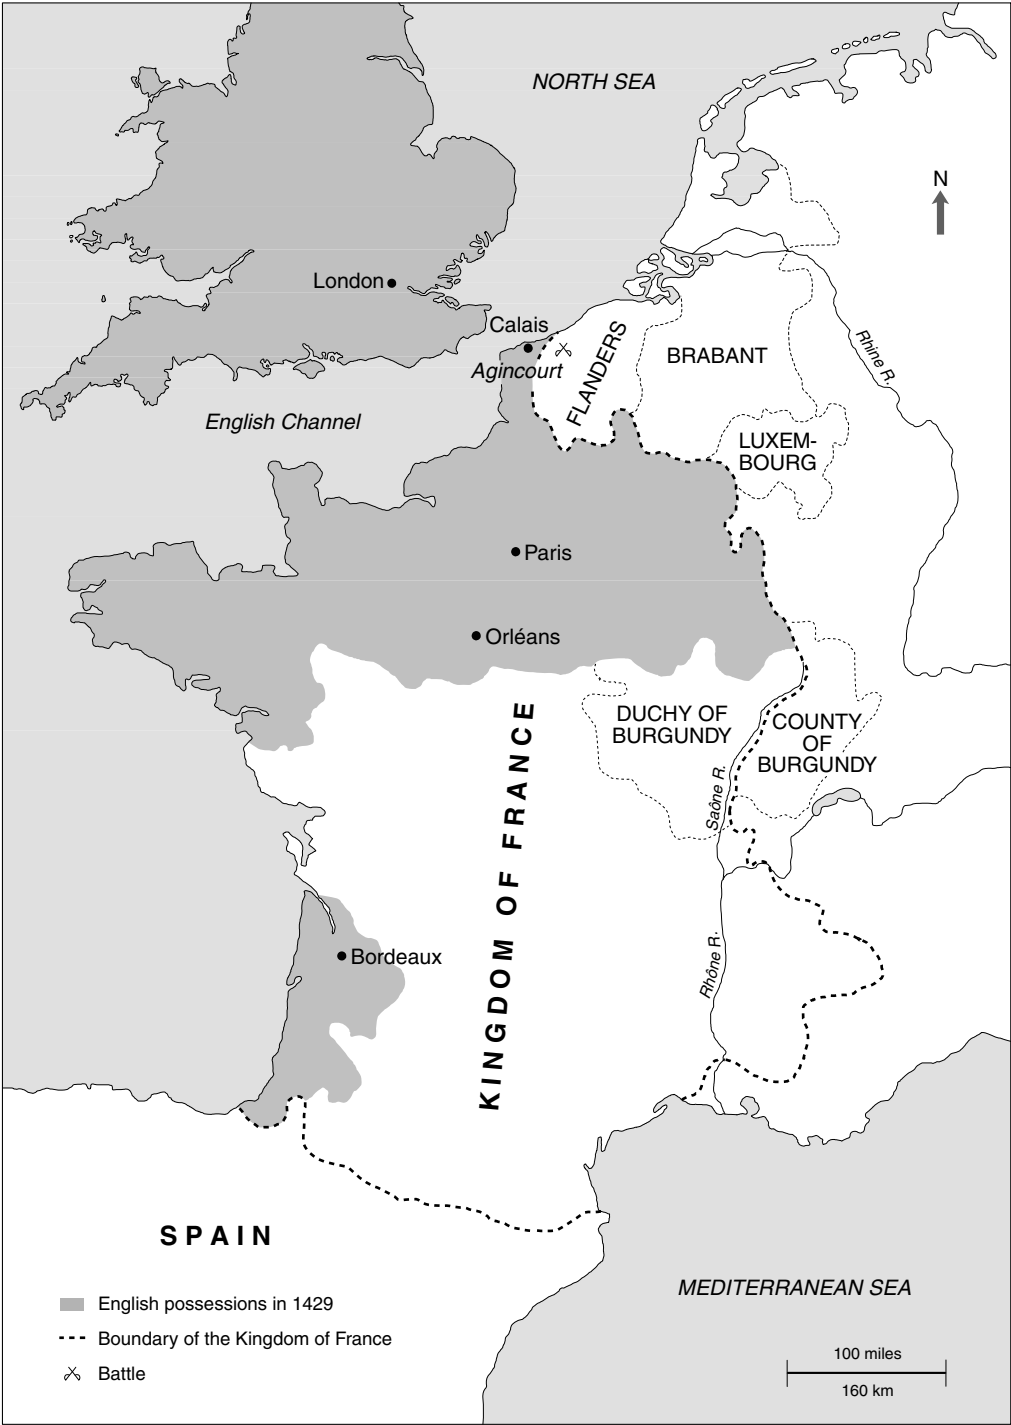 NORTH SEA
N
London
Calais
Agincourt
FLANDERS
BRABANT
Rhine R.
English Channel
LUXEM-
BOURG
Paris
Orléans
KINGDOM OF FRANCE
DUCHY OF
BURGUNDY
COUNTY
OF
BURGUNDY
Saône R.
Bordeaux
Rhône R.
SPAIN
MEDITERRANEAN SEA
English possessions in 1429
Boundary of the Kingdom of France
Battle
100 miles
160 km